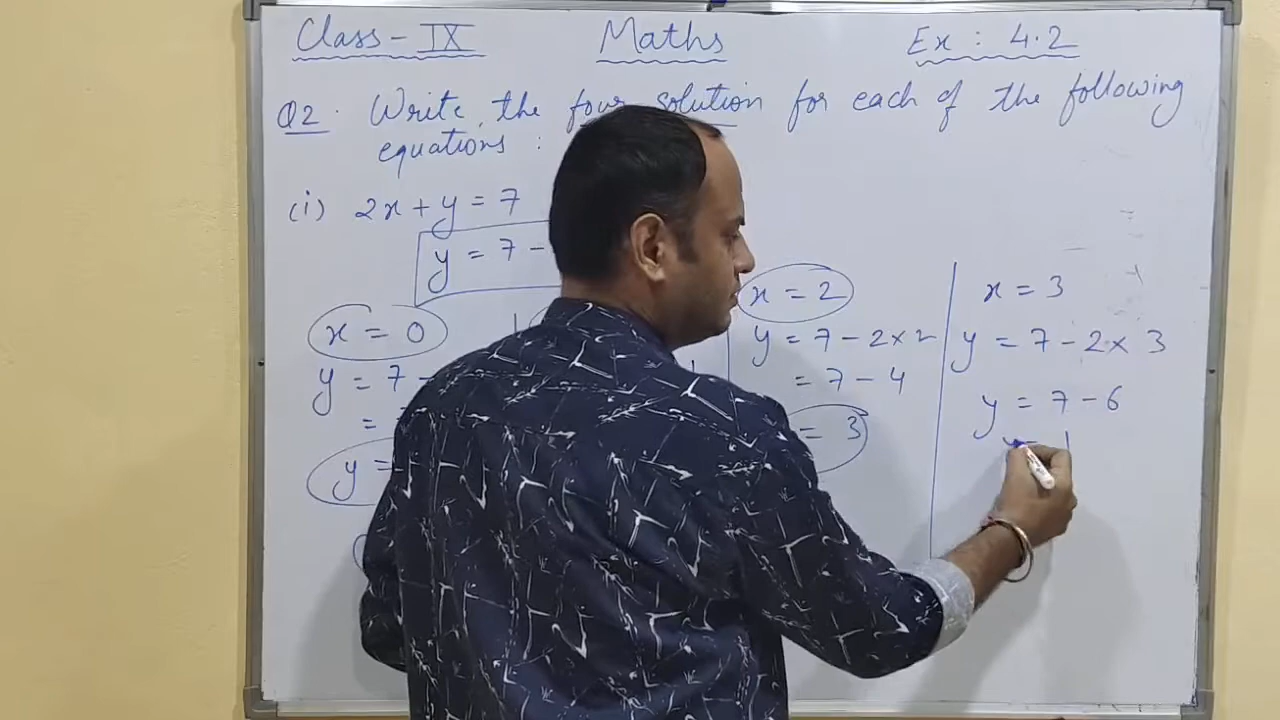 Class - IX Maths Ex : 4.2
Q2. Write the four solution for each of the following
equations :
(i) 2x + y = 7
y = 7 -
x = 0
y = 7 -
=
y =
x = 2
y = 7 - 2 x 2
= 7 - 4
= 3
x = 3
y = 7 - 2 x 3
y = 7 - 6
y = 1